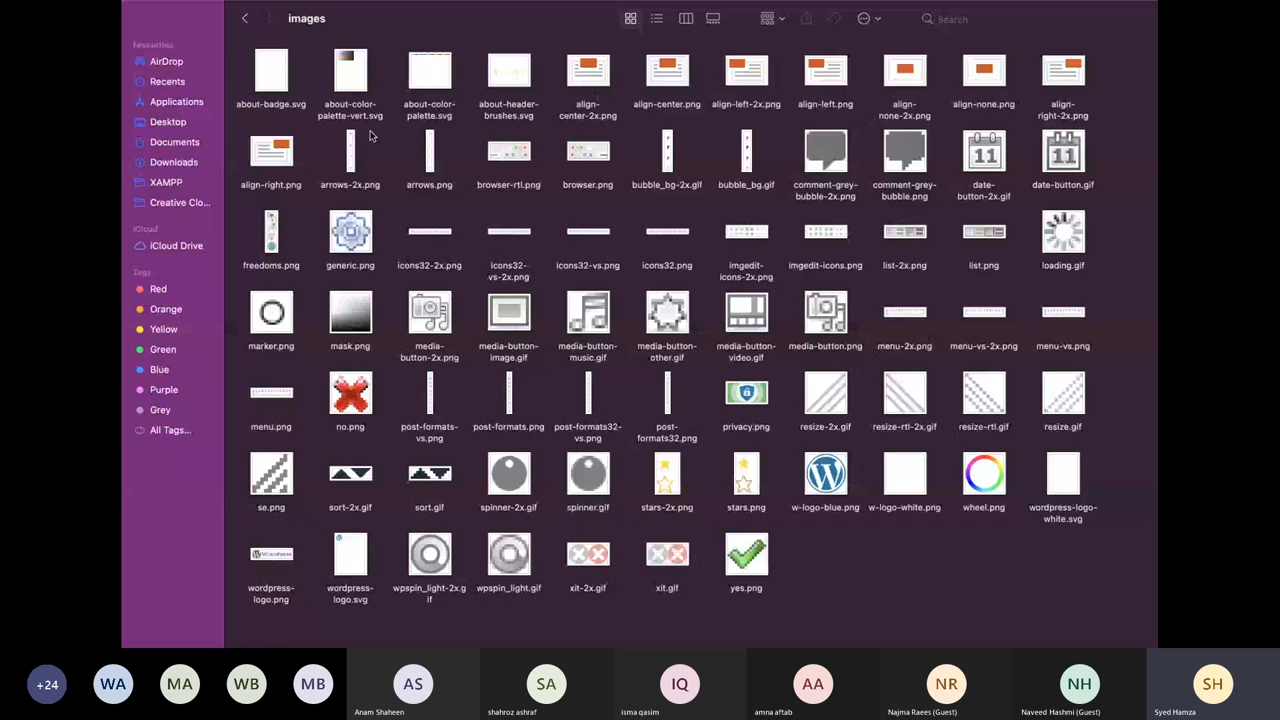 images
Search
Favourites
AirDrop
Recents
Applications
Desktop
Documents
Downloads
XAMPP
Creative Clo...
iCloud
iCloud Drive
Tags
Red
Orange
Yellow
Green
Blue
Purple
Grey
All Tags...
about-badge.svg
about-color-
palette-vert.svg
about-color-
palette.svg
about-header-
brushes.svg
align-
center-2x.png
align-center.png
align-left-2x.png
align-left.png
align-
none-2x.png
align-none.png
align-
right-2x.png
align-right.png
arrows-2x.png
arrows.png
browser-rtl.png
browser.png
bubble_bg-2x.gif
bubble_bg.gif
comment-grey-
bubble-2x.png
comment-grey-
bubble.png
11
date-
button-2x.gif
11
date-button.gif
freedoms.png
generic.png
icons32-2x.png
icons32-
vs-2x.png
icons32-vs.png
icons32.png
imgedit-
icons-2x.png
imgedit-icons.png
list-2x.png
list.png
loading.gif
marker.png
mask.png
media-
button-2x.png
media-button-
image.gif
media-button-
music.gif
media-button-
other.gif
media-button-
video.gif
media-button.png
menu-2x.png
menu-vs-2x.png
menu-vs.png
menu.png
no.png
post-formats-
vs.png
post-formats.png
post-formats32-
vs.png
post-
formats32.png
privacy.png
resize-2x.gif
resize-rtl-2x.gif
resize-rtl.gif
resize.gif
se.png
sort-2x.gif
sort.gif
spinner-2x.gif
spinner.gif
stars-2x.png
stars.png
w-logo-blue.png
w-logo-white.png
wheel.png
wordpress-logo-
white.svg
WORDPRESS
wordpress-
logo.png
wordpress-
logo.svg
wpspin_light-2x.g
if
wpspin_light.gif
xit-2x.gif
xit.gif
yes.png
+24
WA
MA
WB
MB
AS
Anam Shaheen
SA
shahroz ashraf
IQ
isma qasim
AA
amna aftab
NR
Najma Raees (Guest)
NH
Naveed Hashmi (Guest)
SH
Syed Hamza